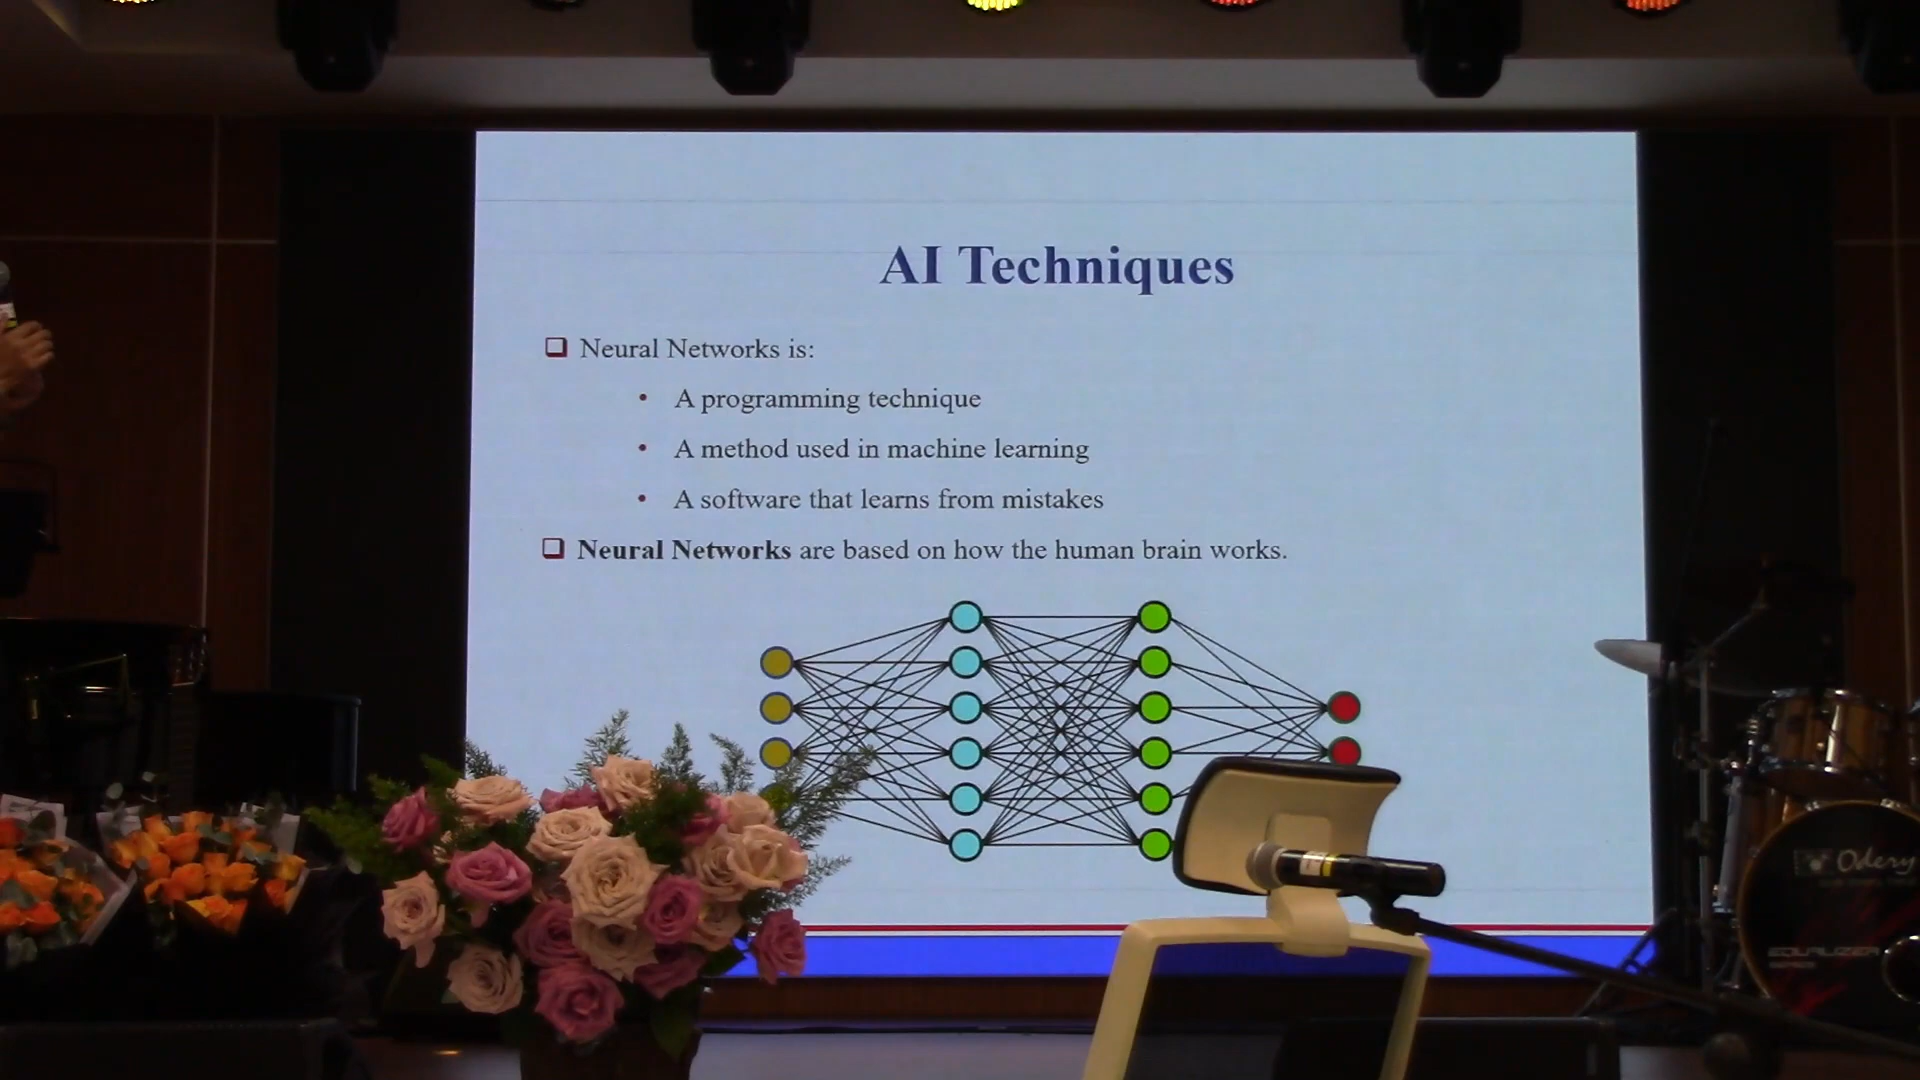 AI Techniques
Neural Networks is:
• A programming technique
• A method used in machine learning
• A software that learns from mistakes
Neural Networks are based on how the human brain works.
Odery
EQUALIZER